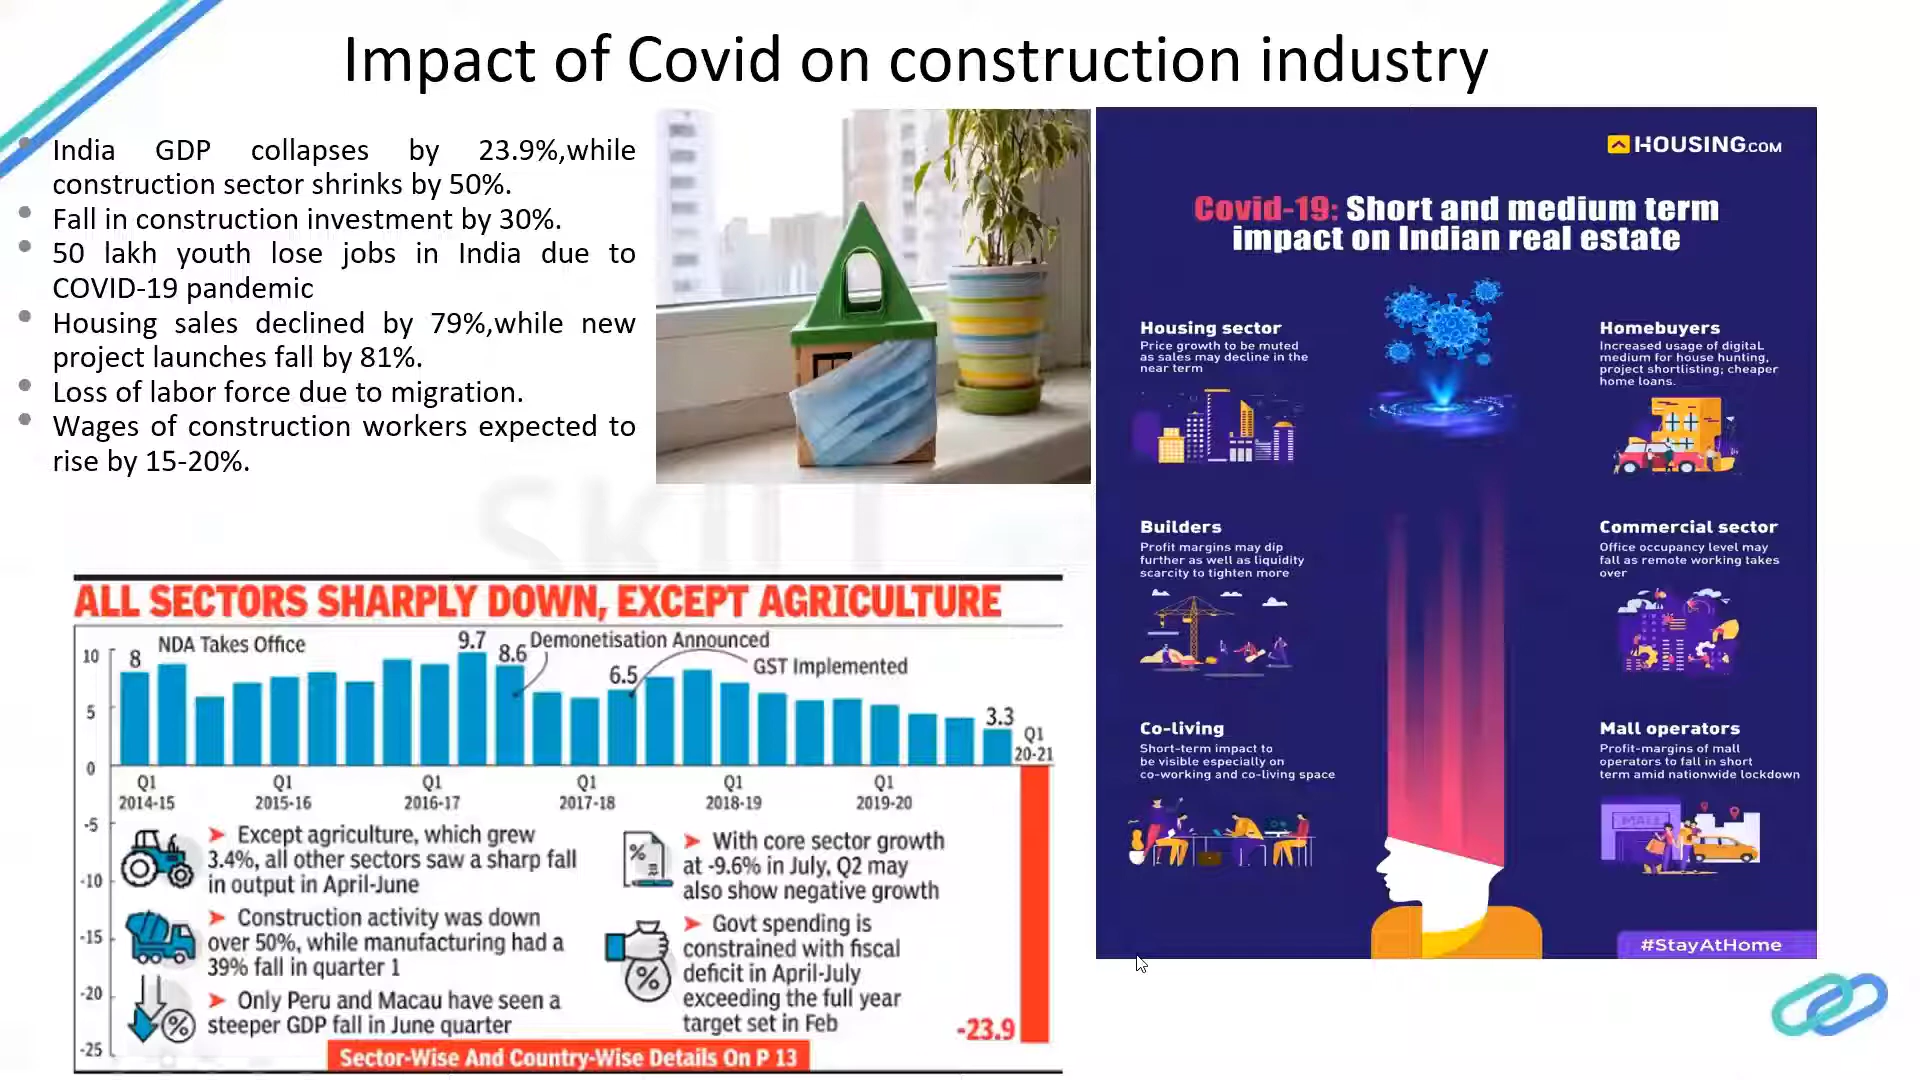 Impact of Covid on construction industry
India GDP collapses by 23.9%,while
construction sector shrinks by 50%.
Fall in construction investment by 30%.
50 lakh youth lose jobs in India due to
COVID-19 pandemic
Housing sales declined by 79%,while new
project launches fall by 81%.
Loss of labor force due to migration.
Wages of construction workers expected to
rise by 15-20%.
SKILL
ALL SECTORS SHARPLY DOWN, EXCEPT AGRICULTURE
NDA Takes Office
Demonetisation Announced
GST Implemented
10
5
0
-5
-10
-15
-20
-25
8
9.7
8.6
6.5
3.3
Q1
20-21
Q1
2014-15
Q1
2015-16
Q1
2016-17
Q1
2017-18
Q1
2018-19
Q1
2019-20
Except agriculture, which grew
3.4%, all other sectors saw a sharp fall
in output in April-June
Construction activity was down
over 50%, while manufacturing had a
39% fall in quarter 1
Only Peru and Macau have seen a
steeper GDP fall in June quarter
With core sector growth
at -9.6% in July, Q2 may
also show negative growth
Govt spending is
constrained with fiscal
deficit in April-July
exceeding the full year
target set in Feb
-23.9
Sector-Wise And Country-Wise Details On P 13
HOUSING.COM
Covid-19: Short and medium term
impact on Indian real estate
Housing sector
Price growth to be muted
as sales may decline in the
near term
Homebuyers
Increased usage of digitaL
medium for house hunting,
project shortlisting; cheaper
home loans.
Builders
Profit margins may dip
further as well as liquidity
scarcity to tighten more
Commercial sector
Office occupancy level may
fall as remote working takes
over
Co-living
Short-term impact to
be visible especially on
co-working and co-living space
Mall operators
Profit-margins of mall
operators to fall in short
term amid nationwide lockdown
MALL
#StayAtHome